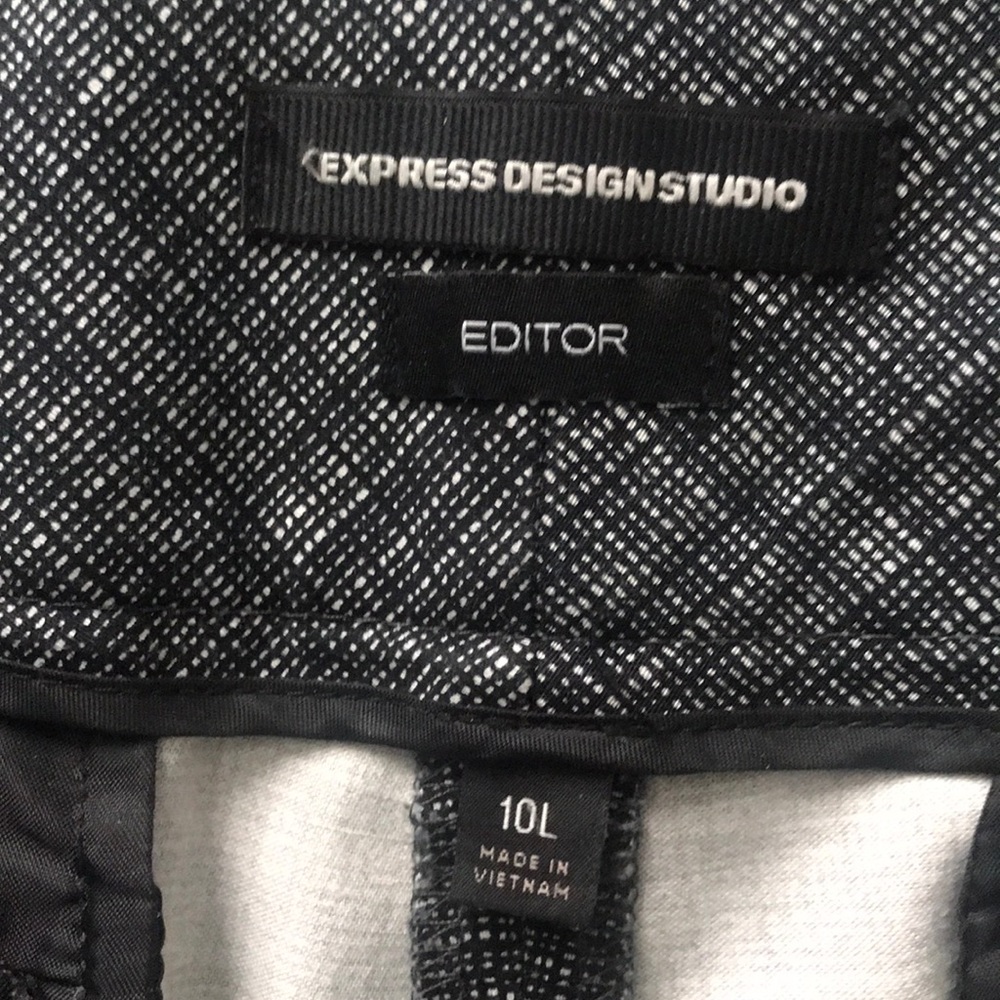 EXPRESS DESIGN STUDIO
EDITOR
10L
MADE IN
VIETNAM